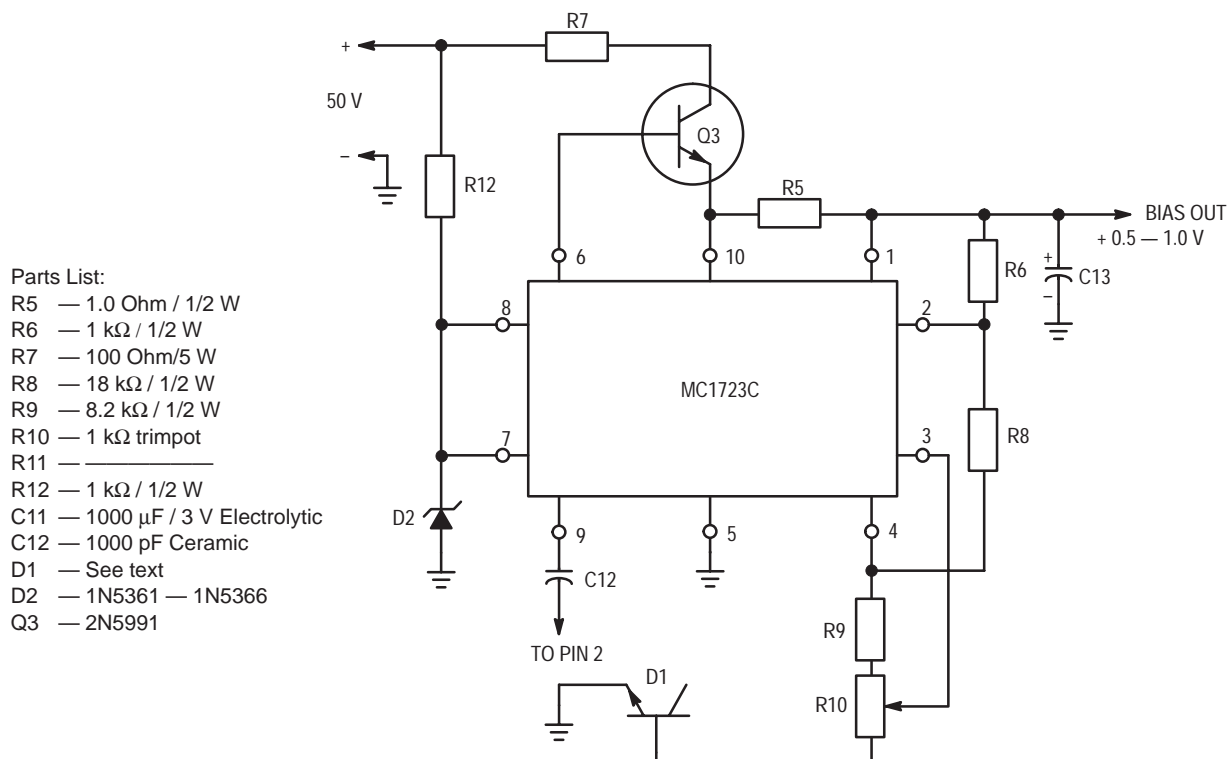 R7
+
50 V
–
Q3
R12
R5
BIAS OUT
+ 0.5 — 1.0 V
6
10
1
R6
+
–
C13
8
2
MC1723C
7
3
R8
D2
9
5
4
C12
TO PIN 2
R9
D1
R10
Parts List:
R5 — 1.0 Ohm / 1/2 W
R6 — 1 kΩ / 1/2 W
R7 — 100 Ohm/5 W
R8 — 18 kΩ / 1/2 W
R9 — 8.2 kΩ / 1/2 W
R10 — 1 kΩ trimpot
R11 — ——————
R12 — 1 kΩ / 1/2 W
C11 — 1000 μF / 3 V Electrolytic
C12 — 1000 pF Ceramic
D1 — See text
D2 — 1N5361 — 1N5366
Q3 — 2N5991